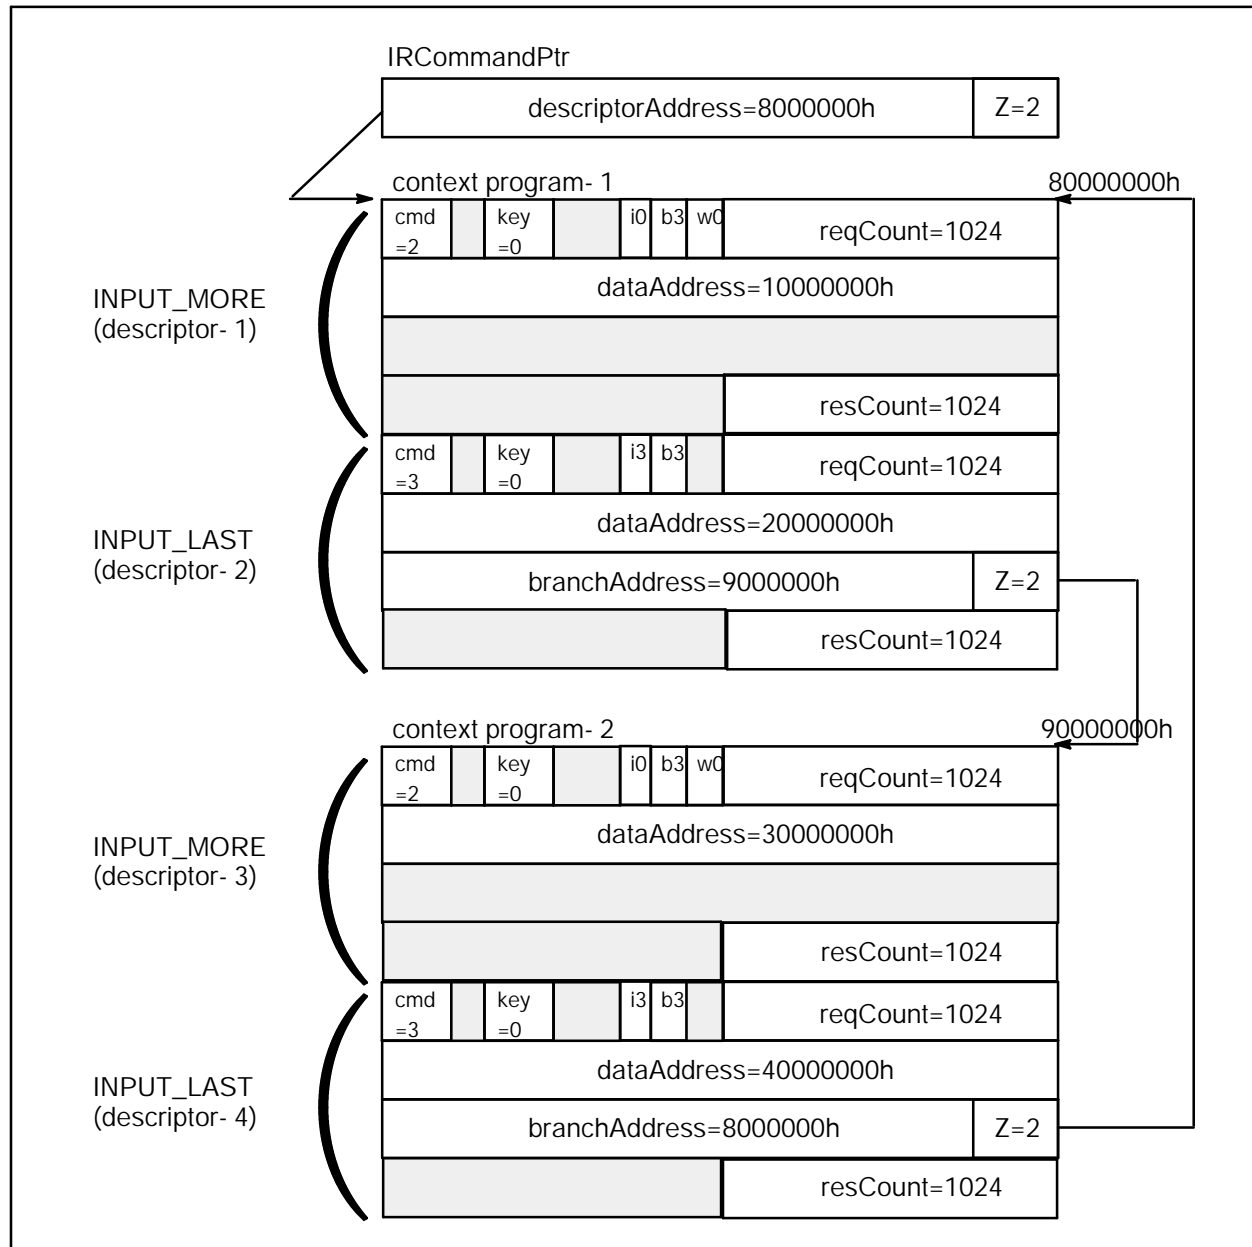 IRCommandPtr
descriptorAddress=8000000h Z=2
context program- 1 80000000h
cmd =2 key =0 i0 b3 w0 reqCount=1024
INPUT_MORE (descriptor- 1)
dataAddress=10000000h
resCount=1024
cmd =3 key =0 i3 b3 reqCount=1024
INPUT_LAST (descriptor- 2)
dataAddress=20000000h
branchAddress=9000000h Z=2
resCount=1024
context program- 2 90000000h
cmd =2 key =0 i0 b3 w0 reqCount=1024
INPUT_MORE (descriptor- 3)
dataAddress=30000000h
resCount=1024
cmd =3 key =0 i3 b3 reqCount=1024
INPUT_LAST (descriptor- 4)
dataAddress=40000000h
branchAddress=8000000h Z=2
resCount=1024